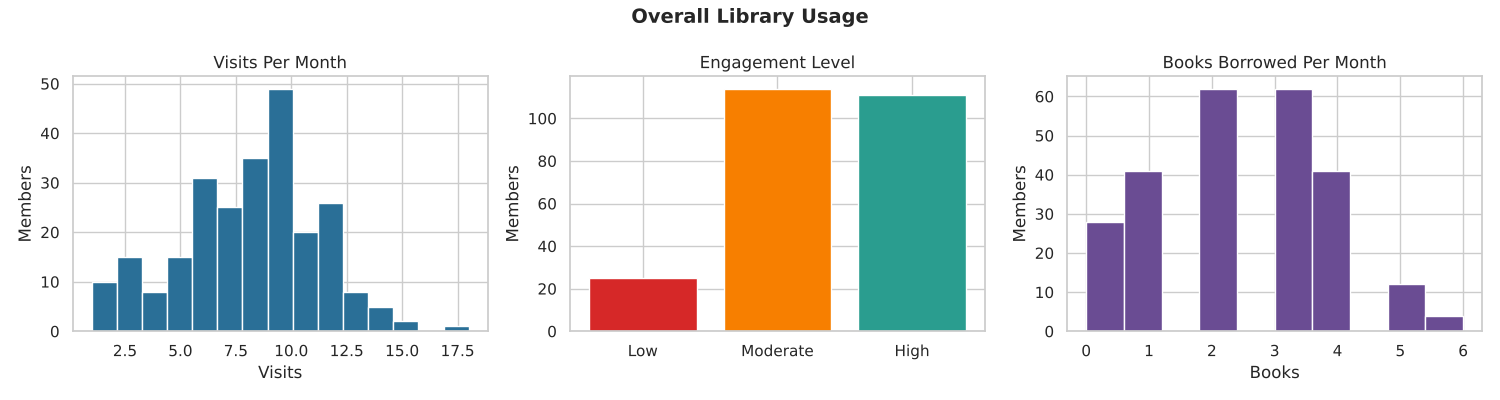 Overall Library Usage
Visits Per Month
50
40
30
20
10
0
Members
2.5 5.0 7.5 10.0 12.5 15.0 17.5
Visits
Engagement Level
100
80
60
40
20
0
Members
Low Moderate High
Books Borrowed Per Month
60
50
40
30
20
10
0
Members
0 1 2 3 4 5 6
Books